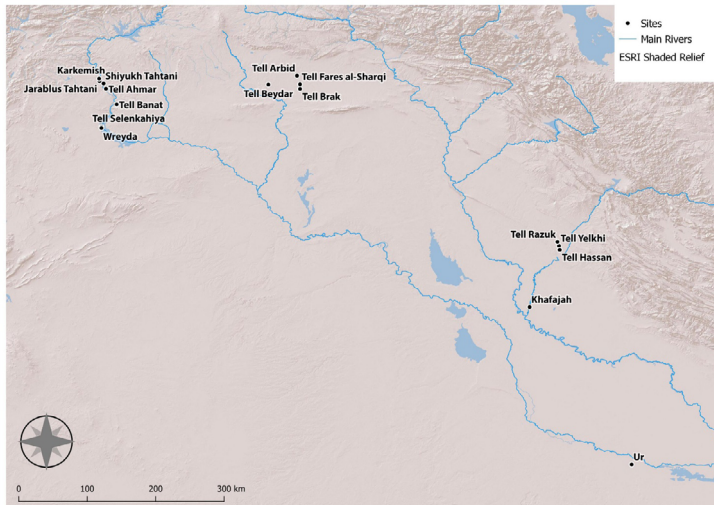 Sites
Main Rivers
ESRI Shaded Relief
Karkemish
Shiyukh Tahtani
Jarablus Tahtani
Tell Ahmar
Tell Banat
Tell Selenkahiya
Wreyda
Tell Arbid
Tell Fares al-Sharqi
Tell Beydar
Tell Brak
Tell Razuk
Tell Yelkhi
Tell Hassan
Khafajah
Ur
0 100 200 300 km